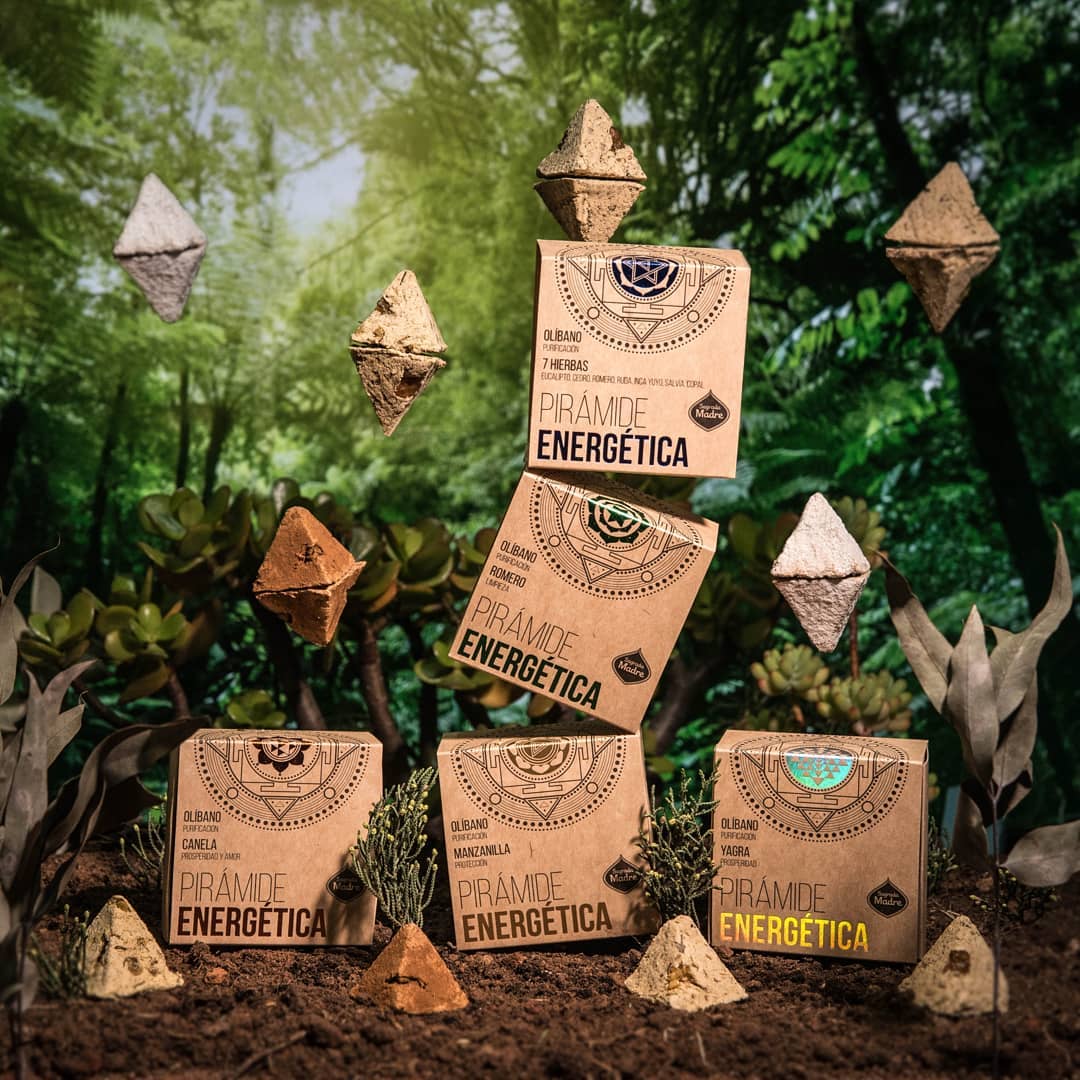 OLÍBANO
PURIFICACIÓN
7 HIERBAS
EUCALIPTO, CEDRO, ROMERO, RUDA, INCA YUYO, SALVIA, COPAL
PIRÁMIDE
ENERGÉTICA
Sagrada
Madre
OLÍBANO
PURIFICACIÓN
ROMERO
LIMPIEZA
PIRÁMIDE
ENERGÉTICA
Sagrada
Madre
OLÍBANO
PURIFICACIÓN
CANELA
PROSPERIDAD Y AMOR
PIRÁMIDE
ENERGÉTICA
Madre
OLÍBANO
PURIFICACIÓN
MANZANILLA
PROTECCIÓN
PIRÁMIDE
ENERGÉTICA
Sagrada
Madre
OLÍBANO
PURIFICACIÓN
YAGRA
PROSPERIDAD
PIRÁMIDE
ENERGÉTICA
Sagrada
Madre